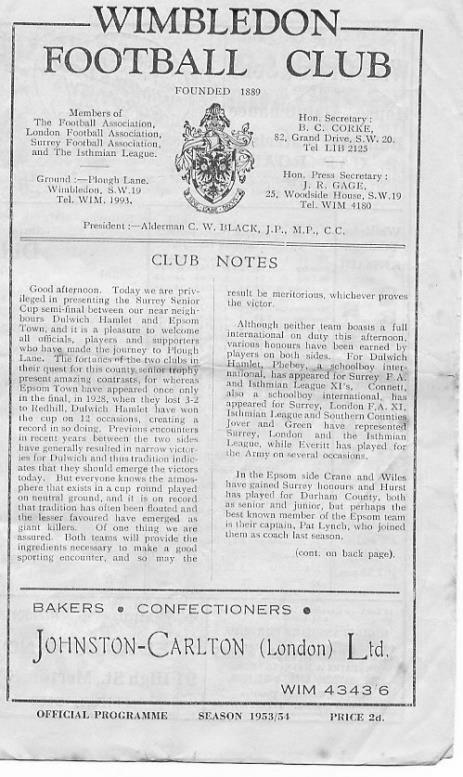 WIMBLEDON
FOOTBALL CLUB
FOUNDED 1889
Members of
The Football Association,
London Football Association,
Surrey Football Association,
and The Isthmian League.
Ground :—Plough Lane.
Wimbledon, S.W.19
Tel. WIM. 1993.
Hon. Secretary :
B. C. CORKE,
82, Grand Drive, S.W. 20.
Tel LIB 2125
Hon. Press Secretary :
J. R. GAGE,
25, Woodside House, S.W.19
Tel. WIM 4180
President :—Alderman C. W. BLACK, J.P., M.P., C.C.
CLUB NOTES
Good afternoon. Today we are priv-
ileged in presenting the Surrey Senior
Cup semi-final between our near neigh-
bours Dulwich Hamlet and Epsom
Town, and it is a pleasure to welcome
all officials, players and supporters
who have made the journey to Plough
Lane. The fortunes of the two clubs in
their quest for this county senior trophy
present amazing contrasts, for whereas
Epsom Town have appeared once only
in the final, in 1928, when they lost 3-2
to Redhill, Dulwich Hamlet have won
the cup on 12 occasions, creating a
record in so doing. Previous encounters
in recent years between the two sides
have generally resulted in narrow victor-
ies for Dulwich and thus tradition indic-
ates that they should emerge the victors
today. But everyone knows the atmos-
phere that exists in a cup round played
on neutral ground, and it is on record
that tradition has often been flouted and
the lesser favoured have emerged as
giant killers. Of one thing we are
assured. Both teams will provide the
ingredients necessary to make a good
sporting encounter, and so may the
result be meritorious, whichever proves
the victor.
Although neither team boasts a full
international on duty this afternoon,
various honours have been earned by
players on both sides. For Dulwich
Hamlet, Phebey, a schoolboy inter-
national, has appeared for Surrey F.A.
and Isthmian League XI's, Connett,
also a schoolboy international, has
appeared for Surrey, London F.A. XI,
Isthmian League and Southern Counties
Jover and Green have represented
Surrey, London and the Isthmian
League, while Everitt has played for
the Army on several occasions.
In the Epsom side Crane and Wiles
have gained Surrey honours and Hurst
has played for Durham County, both
as senior and junior, but perhaps the
best known member of the Epsom team
is their captain, Pat Lynch, who joined
them as coach last season.
(cont. on back page).
BAKERS • CONFECTIONERS •
JOHNSTON-CARLTON (London) Ltd.
WIM 4343/6
OFFICIAL PROGRAMME SEASON 1953/54 PRICE 2d.